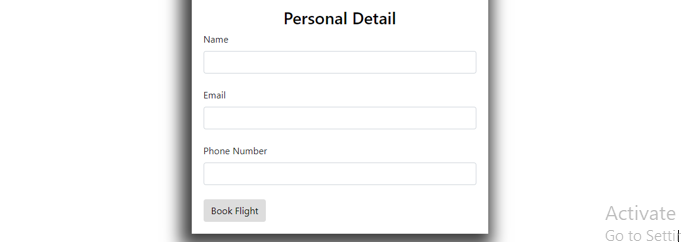 Personal Detail
Name
Email
Phone Number
Book Flight
Activate
Go to Setti